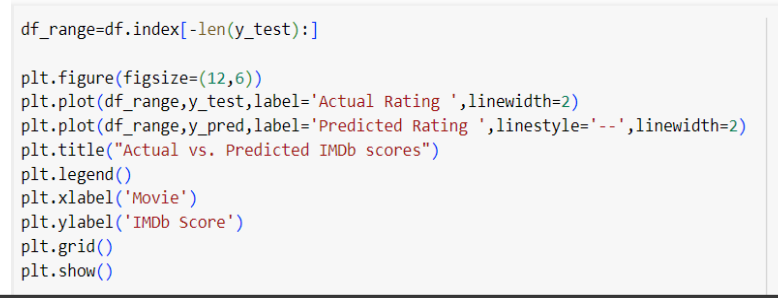 df_range=df.index[-len(y_test):]
plt.figure(figsize=(12,6))
plt.plot(df_range,y_test,label='Actual Rating ',linewidth=2)
plt.plot(df_range,y_pred,label='Predicted Rating ',linestyle='--',linewidth=2)
plt.title("Actual vs. Predicted IMDb scores")
plt.legend()
plt.xlabel('Movie')
plt.ylabel('IMDb Score')
plt.grid()
plt.show()